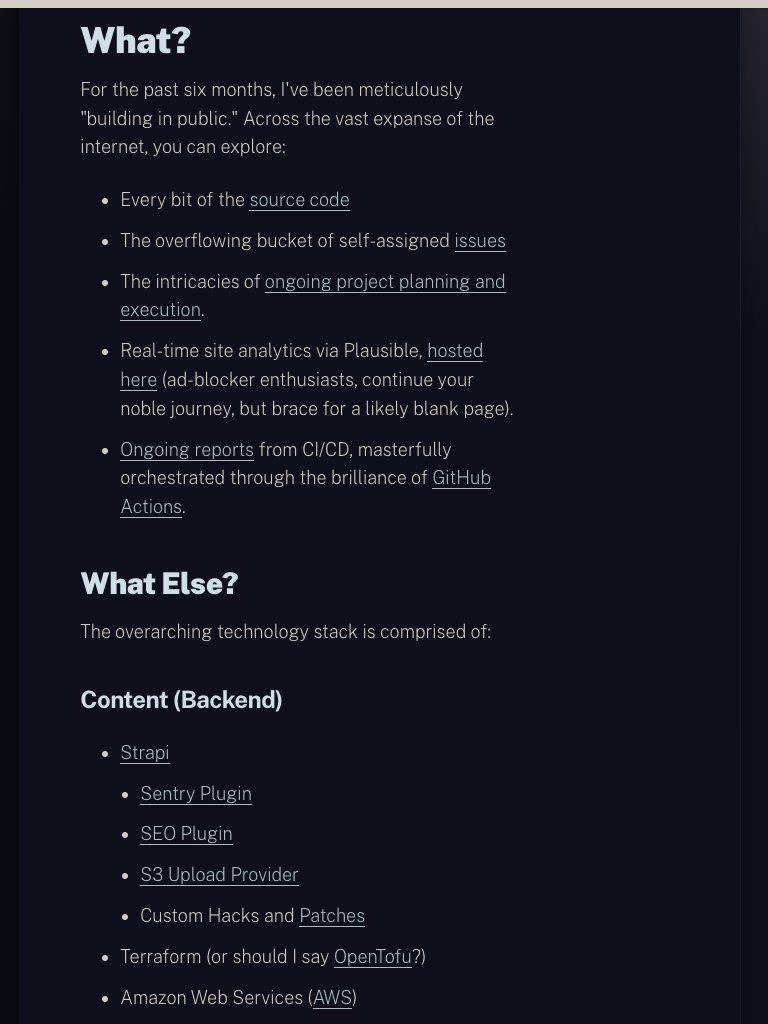 What?
For the past six months, I've been meticulously
"building in public." Across the vast expanse of the
internet, you can explore:
• Every bit of the source code
• The overflowing bucket of self-assigned issues
• The intricacies of ongoing project planning and
execution.
• Real-time site analytics via Plausible, hosted
here (ad-blocker enthusiasts, continue your
noble journey, but brace for a likely blank page).
• Ongoing reports from CI/CD, masterfully
orchestrated through the brilliance of GitHub
Actions.
What Else?
The overarching technology stack is comprised of:
Content (Backend)
• Strapi
• Sentry Plugin
• SEO Plugin
• S3 Upload Provider
• Custom Hacks and Patches
• Terraform (or should I say OpenTofu?)
• Amazon Web Services (AWS)